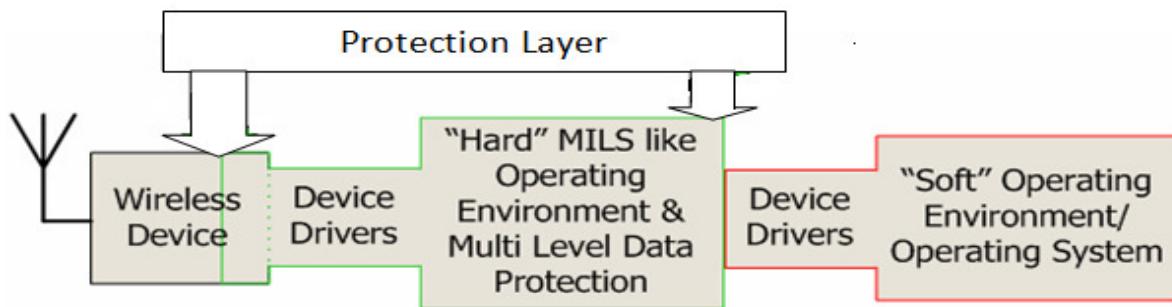 Protection Layer
Wireless
Device
Device
Drivers
“Hard” MILS like
Operating
Environment &
Multi Level Data
Protection
Device
Drivers
“Soft” Operating
Environment/
Operating System